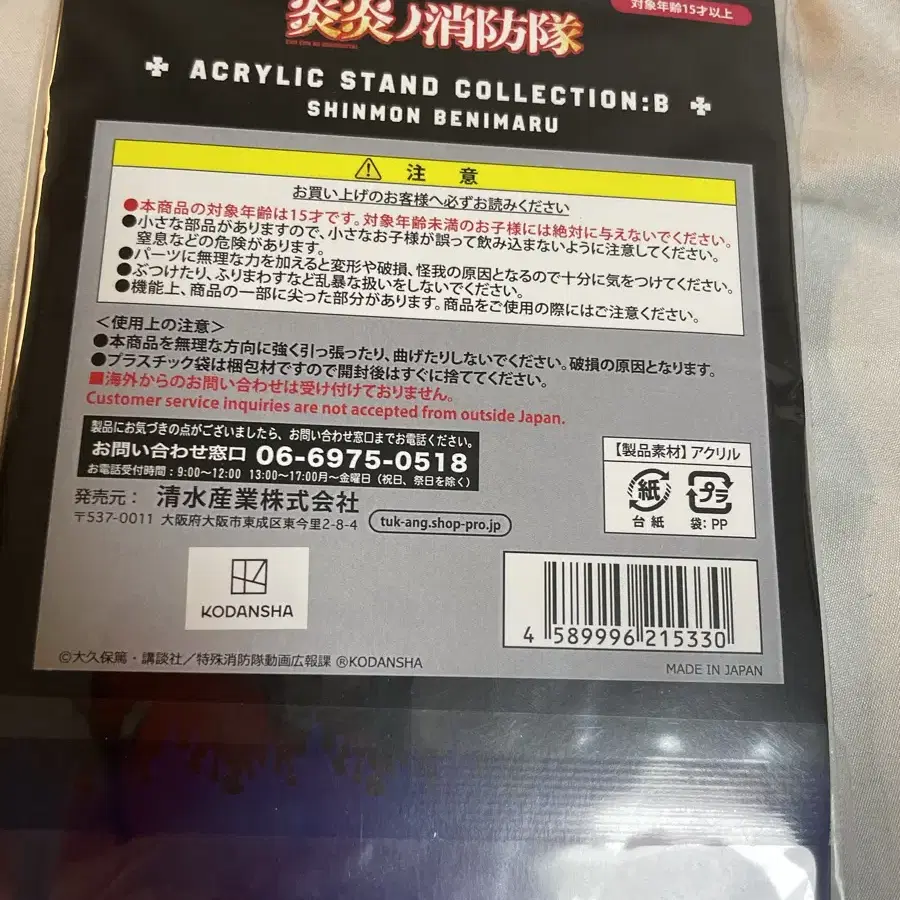 対象年齢15才以上
炎炎ノ消防隊
ACRYLIC STAND COLLECTION:B
SHINMON BENIMARU
注 意
お買い上げのお客様へ必ずお読みください
●本商品の対象年齢は15才です。対象年齢未満のお子様には絶対に与えないでください。
●小さな部品がありますので、小さなお子様が誤って飲み込まないように注意してください。
窒息などの危険があります。
●パーツに無理な力を加えると変形や破損、怪我の原因となるので十分に気をつけてください。
●ぶつけたり、ふりまわすなど乱暴な扱いをしないでください。
●機能上、商品の一部に尖った部分があります。商品をご使用の際にはご注意ください。
＜使用上の注意＞
●本商品を無理な方向に強く引っ張ったり、曲げたりしないでください。破損の原因となります。
●プラスチック袋は梱包材ですので開封後はすぐに捨ててください。
■海外からのお問い合わせは受け付けておりません。
Customer service inquiries are not accepted from outside Japan.
製品にお気づきの点がございましたら、お問い合わせ窓口までお電話ください。
お問い合わせ窓口 06-6975-0518
お電話受付時間：9:00〜12:00 13:00〜17:00月〜金曜日（祝日、祭日を除く）
発売元： 清水産業株式会社
〒537-0011 大阪府大阪市東成区東今里2-8-4 tuk-ang.shop-pro.jp
【製品素材】アクリル
紙
台紙
プラ
袋：PP
KODANSHA
4 589996 215330
©大久保篤・講談社／特殊消防隊動画広報課 ®KODANSHA
MADE IN JAPAN